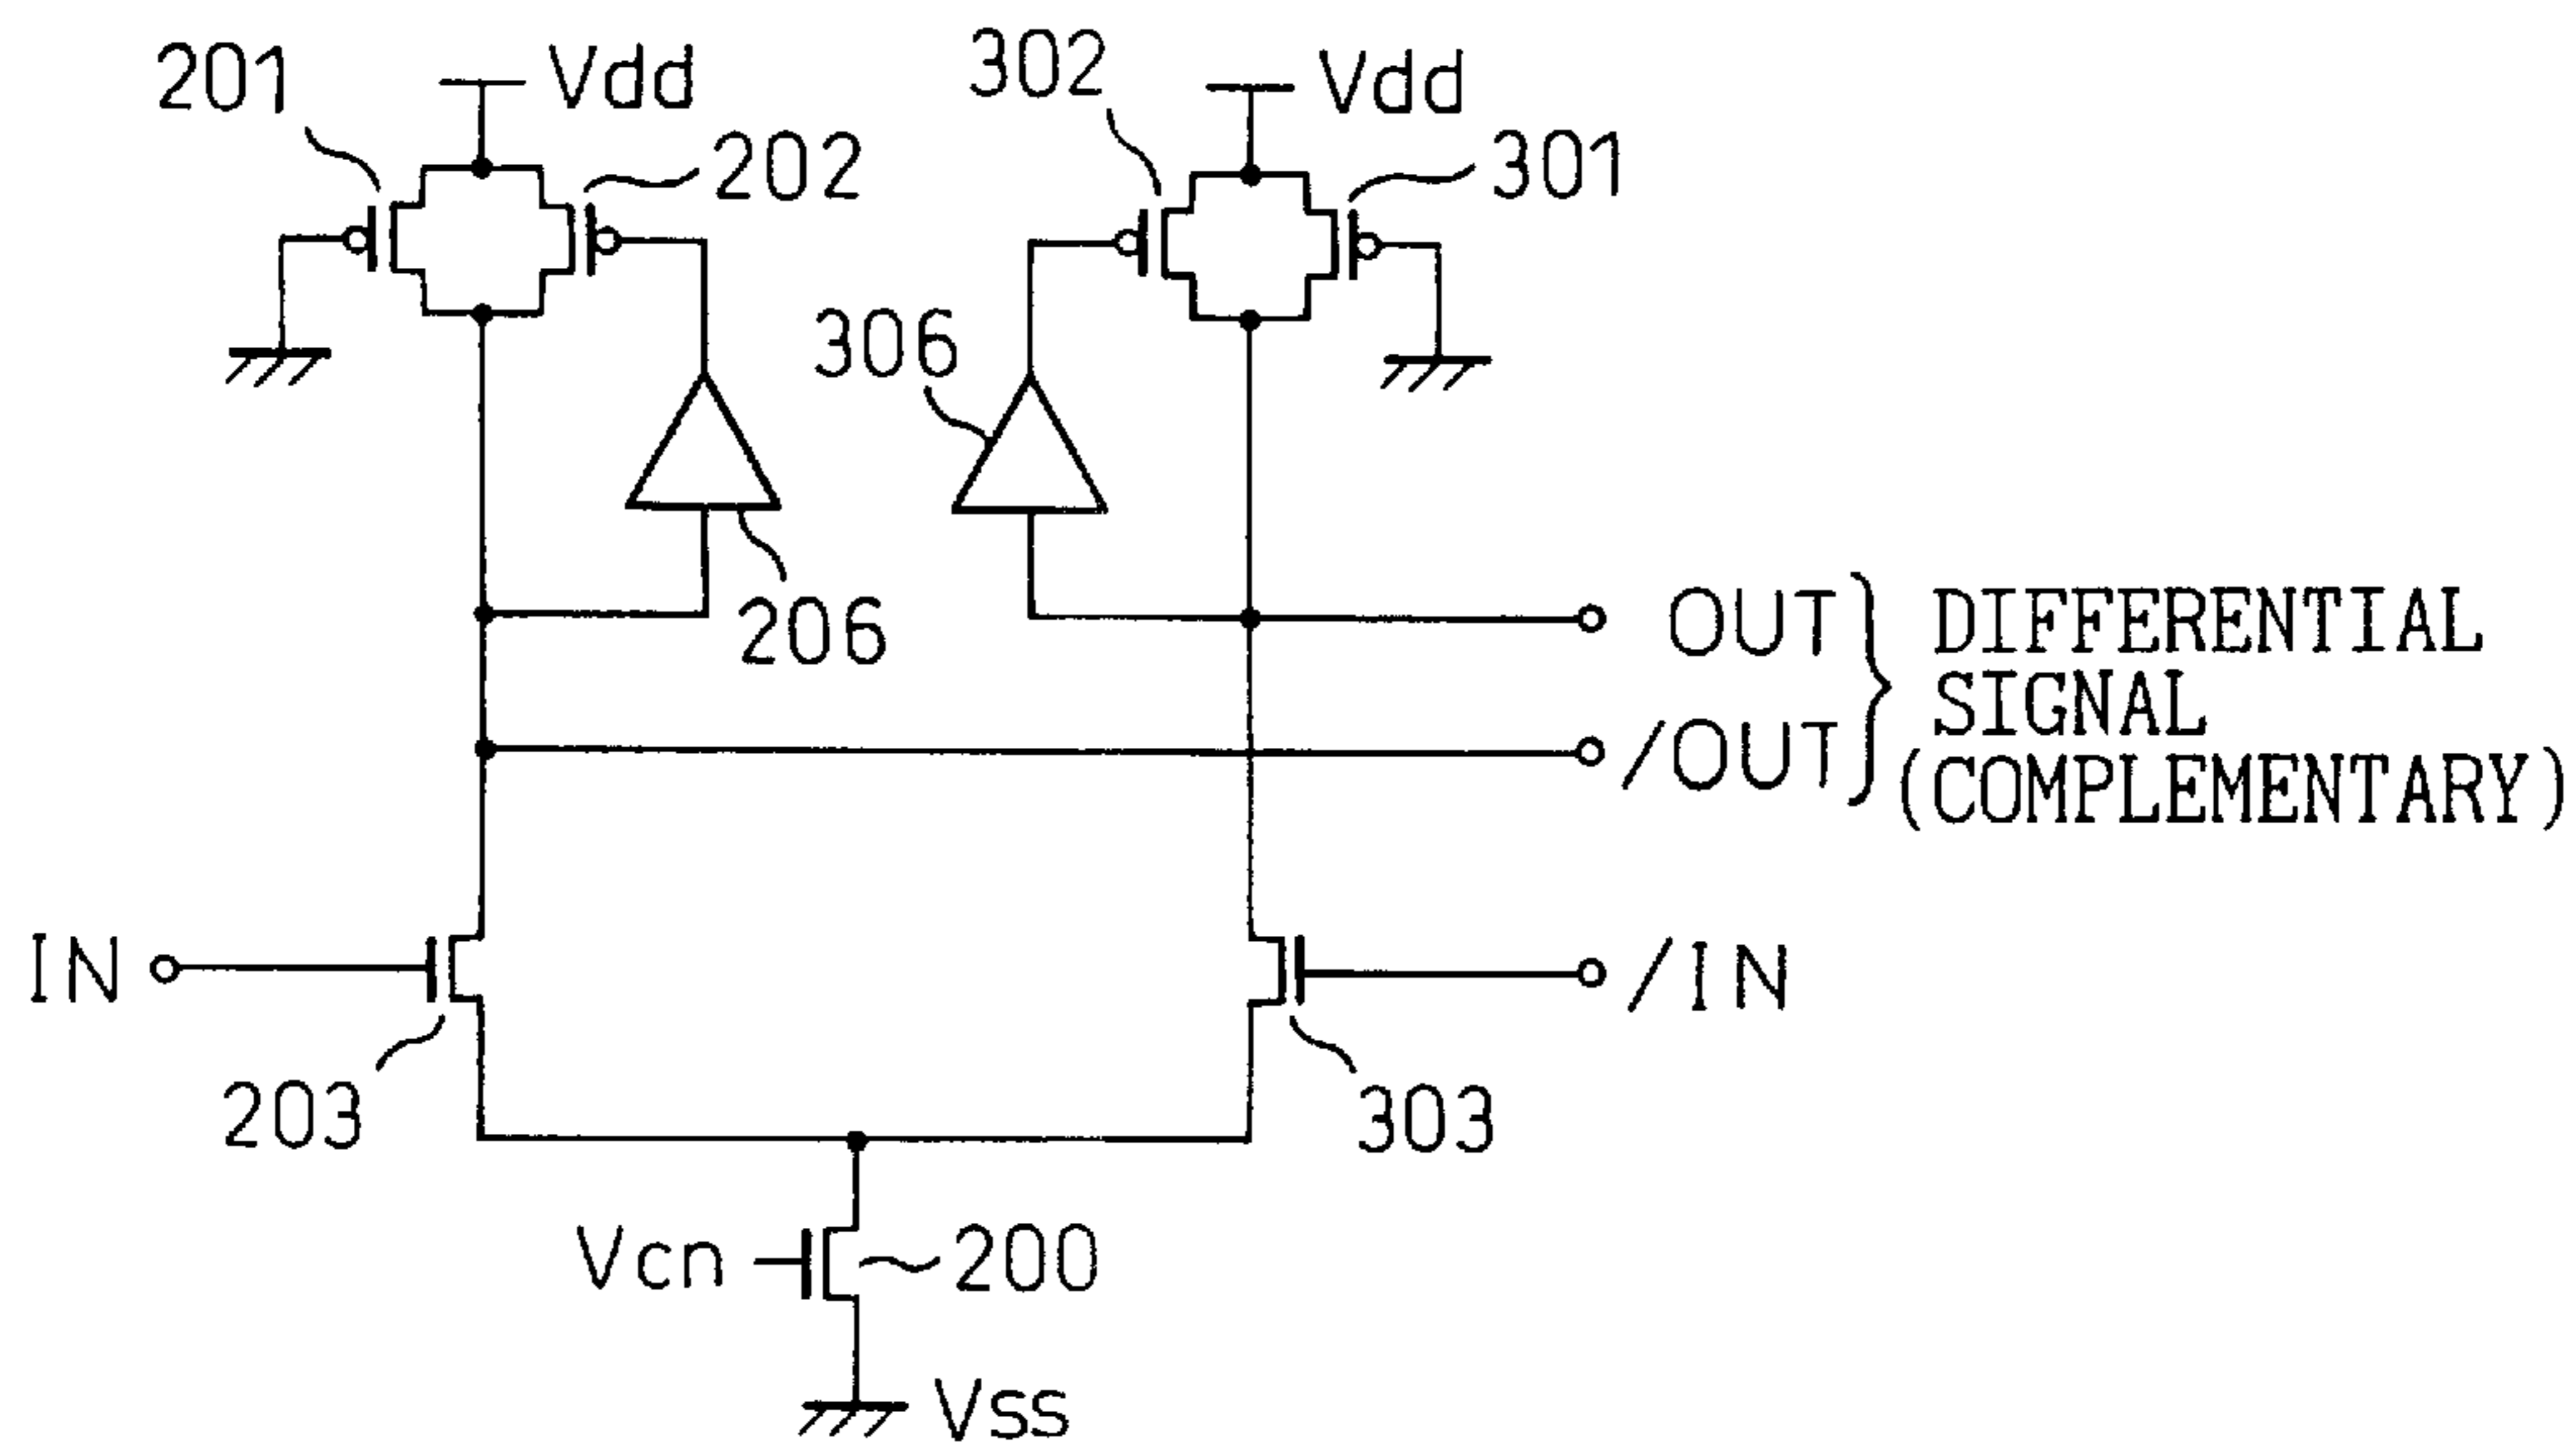 201
Vdd
302
Vdd
202
301
306
206
OUT
/OUT
DIFFERENTIAL
SIGNAL
(COMPLEMENTARY)
IN
/IN
203
303
Vcn
200
Vss